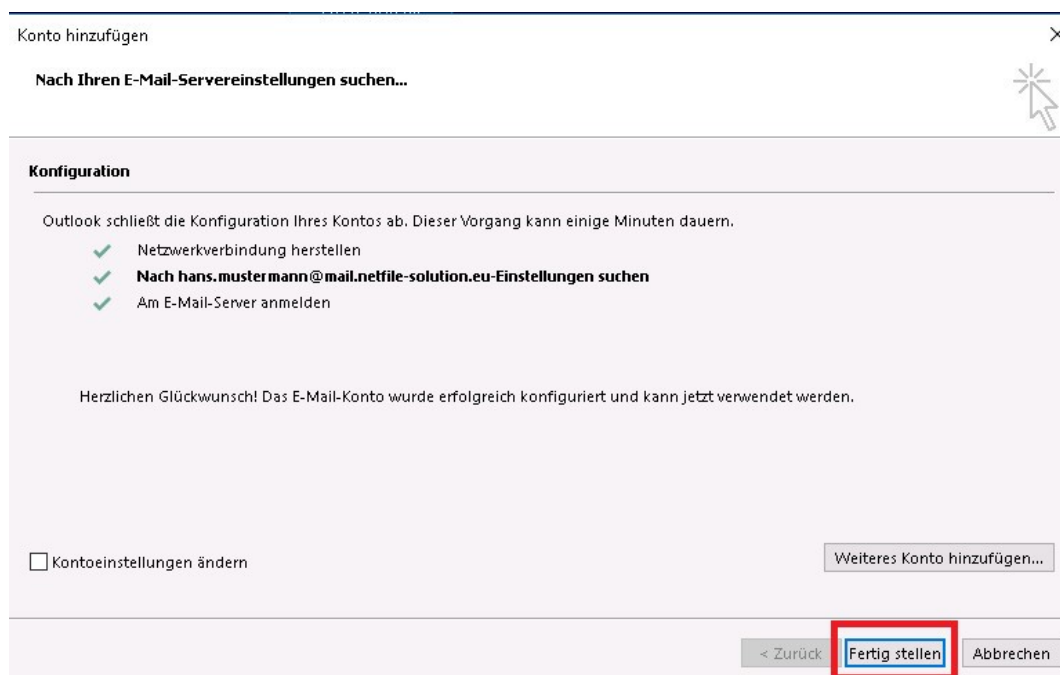 Konto hinzufügen
Nach Ihren E-Mail-Servereinstellungen suchen...
Konfiguration
Outlook schließt die Konfiguration Ihres Kontos ab. Dieser Vorgang kann einige Minuten dauern.
Netzwerkverbindung herstellen
Nach hans.mustermann@mail.netfile-solution.eu-Einstellungen suchen
Am E-Mail-Server anmelden
Herzlichen Glückwunsch! Das E-Mail-Konto wurde erfolgreich konfiguriert und kann jetzt verwendet werden.
Kontoeinstellungen ändern
Weiteres Konto hinzufügen...
< Zurück Fertig stellen Abbrechen